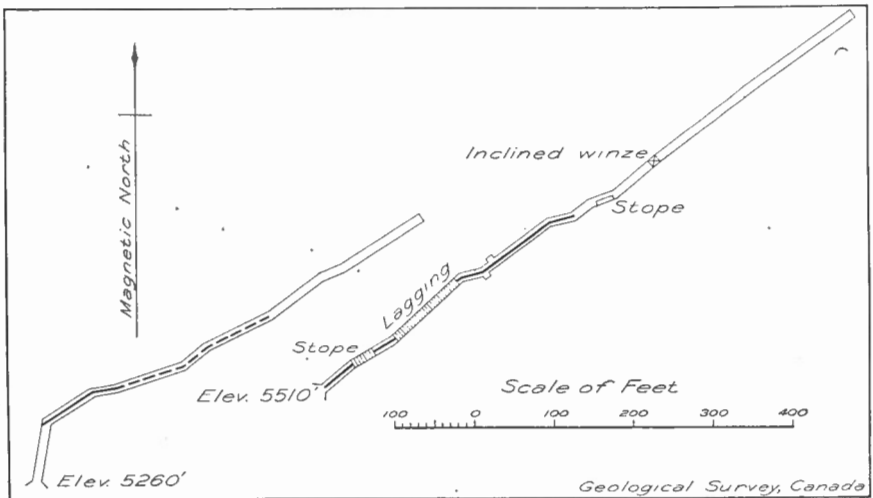 Magnetic North
Inclined winze
Stope
Lagging
Stope
Elev. 5510'
Scale of Feet
100 0 100 200 300 400
Elev. 5260'
Geological Survey, Canada